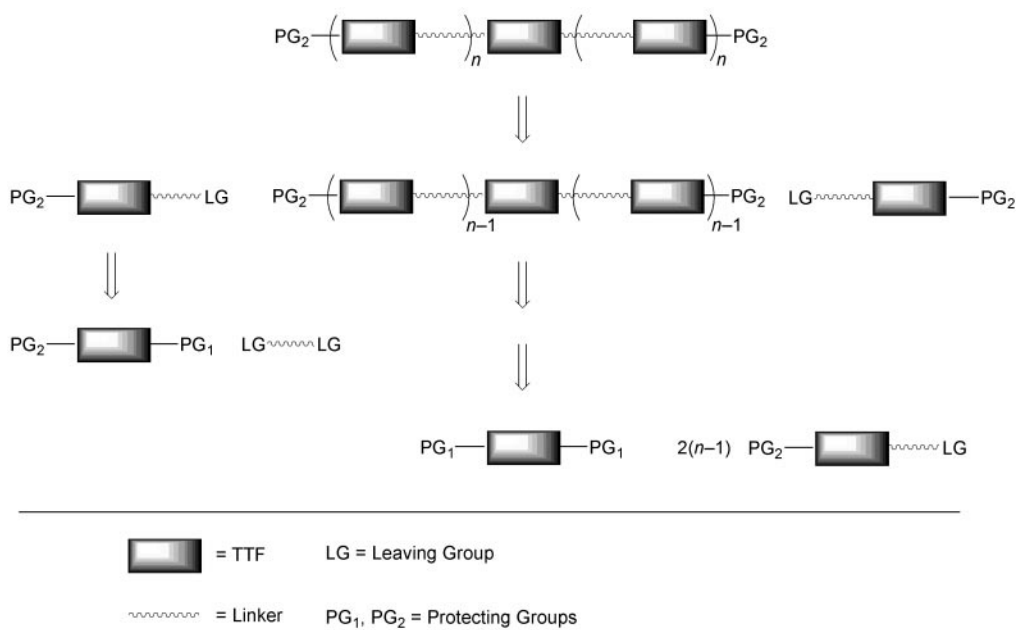 PG2 n n PG2
PG2 LG PG2 n–1 n–1 PG2 LG PG2
PG2 PG1 LG LG
PG1 PG1 2(n–1) PG2 LG
= TTF LG = Leaving Group
= Linker PG1, PG2 = Protecting Groups